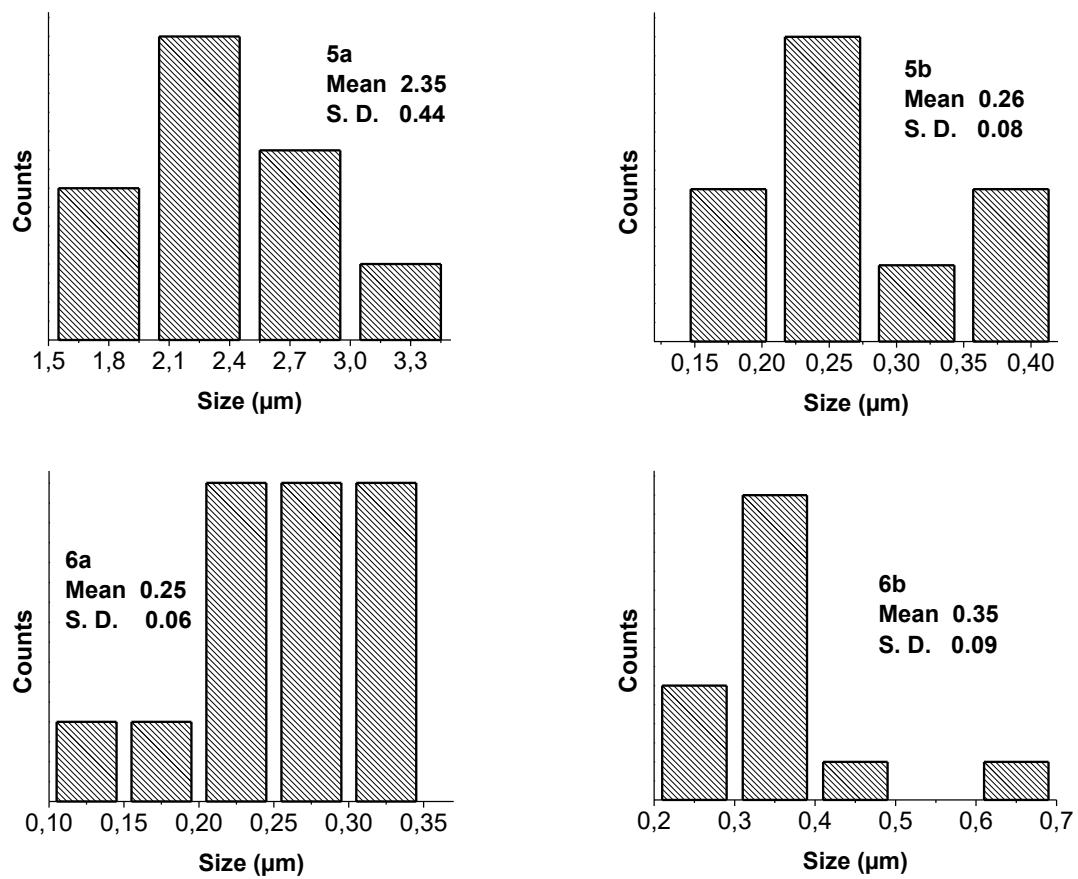 5a
Mean 2.35
S. D. 0.44
Counts
1,5 1,8 2,1 2,4 2,7 3,0 3,3
Size (µm)
5b
Mean 0.26
S. D. 0.08
Counts
0,15 0,20 0,25 0,30 0,35 0,40
Size (µm)
6a
Mean 0.25
S. D. 0.06
Counts
0,10 0,15 0,20 0,25 0,30 0,35
Size (µm)
6b
Mean 0.35
S. D. 0.09
Counts
0,2 0,3 0,4 0,5 0,6 0,7
Size (µm)